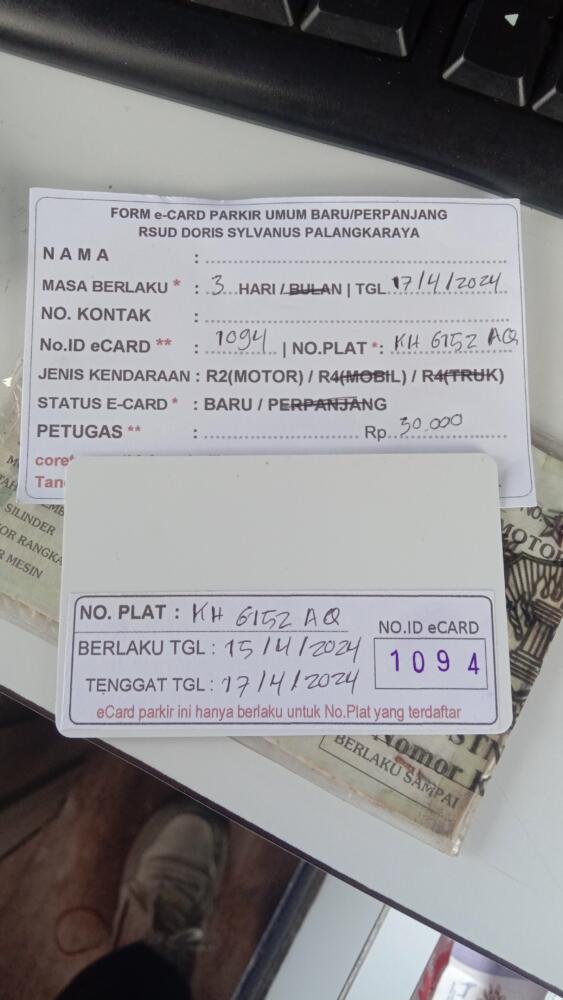 FORM e-CARD PARKIR UMUM BARU/PERPANJANG
RSUD DORIS SYLVANUS PALANGKARAYA
NAMA :
MASA BERLAKU * : 3 HARI / BULAN | TGL 17/4/2024
NO. KONTAK :
No.ID eCARD ** : 1094 | NO.PLAT *: KH 6152 AQ
JENIS KENDARAAN : R2(MOTOR) / R4(MOBIL) / R4(TRUK)
STATUS E-CARD * : BARU / PERPANJANG
PETUGAS ** : Rp. 30.000
SILINDER
MESIN
NO. PLAT : KH 6152 AQ
BERLAKU TGL : 15/4/2024
TENGGAT TGL : 17/4/2024
NO.ID eCARD
1094
eCard parkir ini hanya berlaku untuk No.Plat yang terdaftar
Nomor
BERLAKU SAMPAI